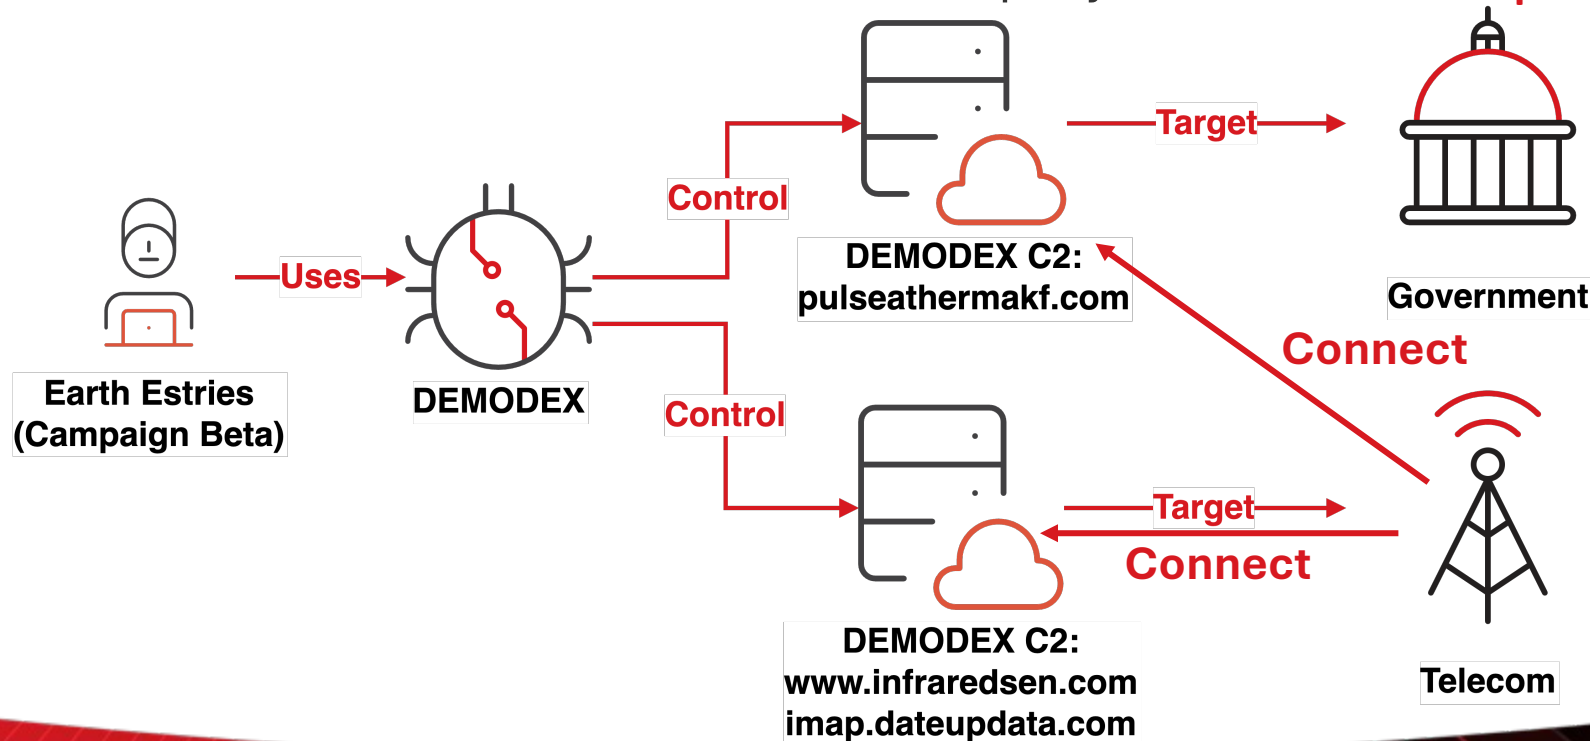 Uses
Earth Estries
(Campaign Beta)
DEMODEX
Control
Control
DEMODEX C2:
pulseathermakf.com
Target
Government
Connect
Target
Connect
DEMODEX C2:
www.infraredsen.com
imap.dateupdata.com
Telecom